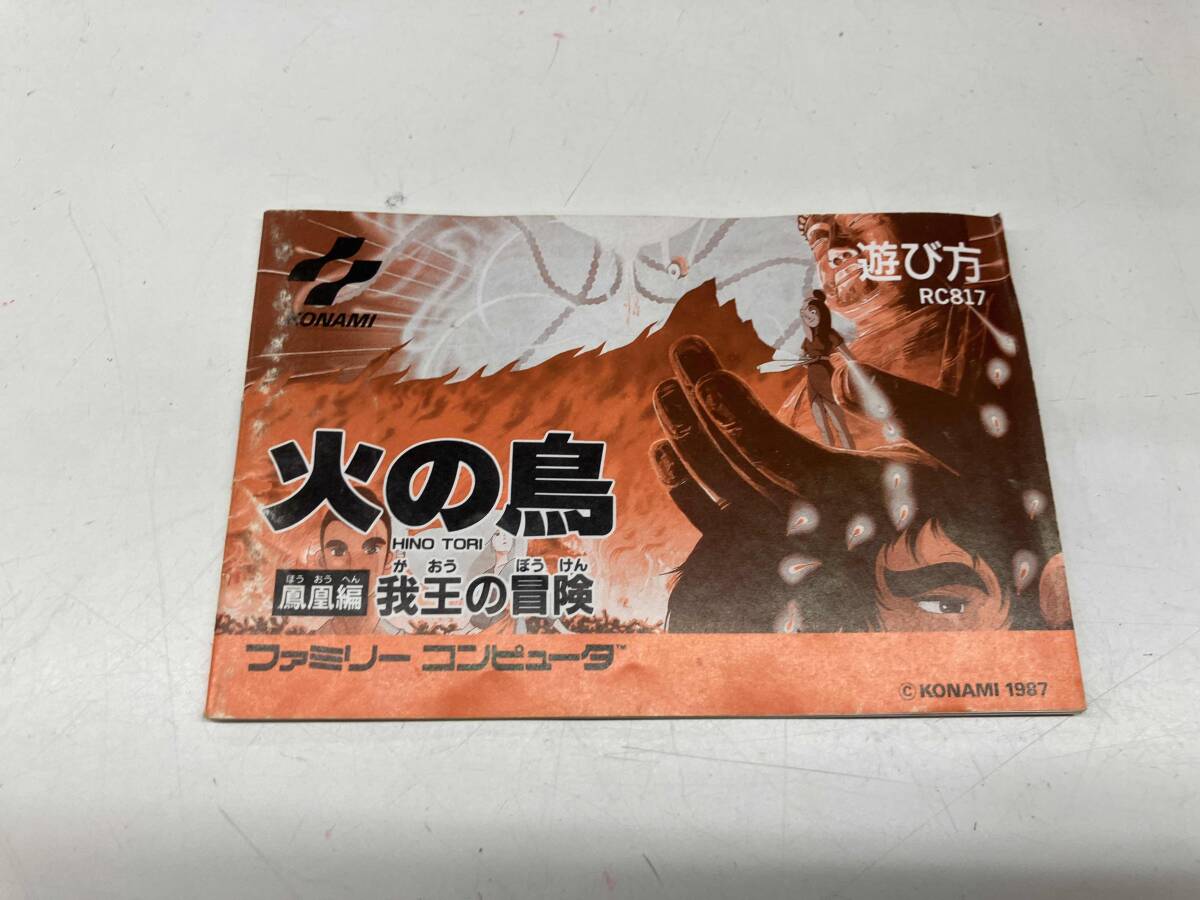 KONAMI
遊び方
RC817
火の鳥
HINO TORI
ほう おう へん
鳳凰編
が おう ぼう けん
我王の冒険
ファミリー コンピュータ™
©KONAMI 1987